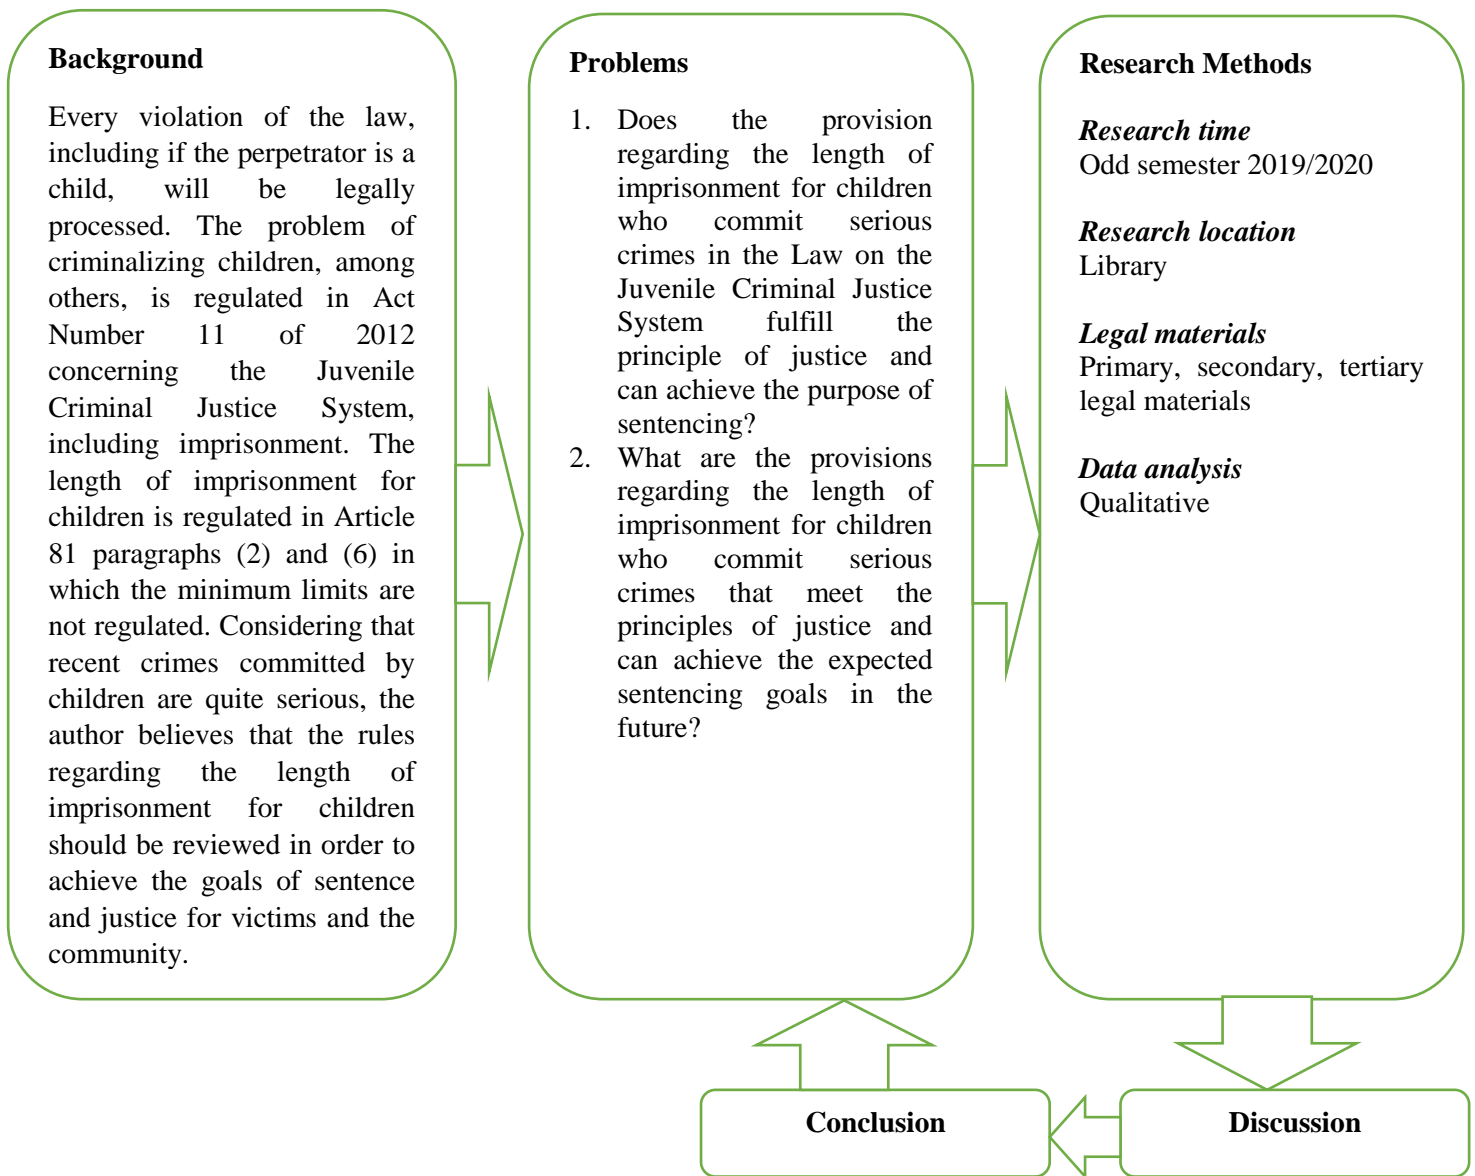 Background
Every violation of the law,
including if the perpetrator is a
child, will be legally
processed. The problem of
criminalizing children, among
others, is regulated in Act
Number 11 of 2012
concerning the Juvenile
Criminal Justice System,
including imprisonment. The
length of imprisonment for
children is regulated in Article
81 paragraphs (2) and (6) in
which the minimum limits are
not regulated. Considering that
recent crimes committed by
children are quite serious, the
author believes that the rules
regarding the length of
imprisonment for children
should be reviewed in order to
achieve the goals of sentence
and justice for victims and the
community.
Problems
1. Does the provision
regarding the length of
imprisonment for children
who commit serious
crimes in the Law on the
Juvenile Criminal Justice
System fulfill the
principle of justice and
can achieve the purpose of
sentencing?
2. What are the provisions
regarding the length of
imprisonment for children
who commit serious
crimes that meet the
principles of justice and
can achieve the expected
sentencing goals in the
future?
Research Methods
Research time
Odd semester 2019/2020
Research location
Library
Legal materials
Primary, secondary, tertiary
legal materials
Data analysis
Qualitative
Discussion
Conclusion